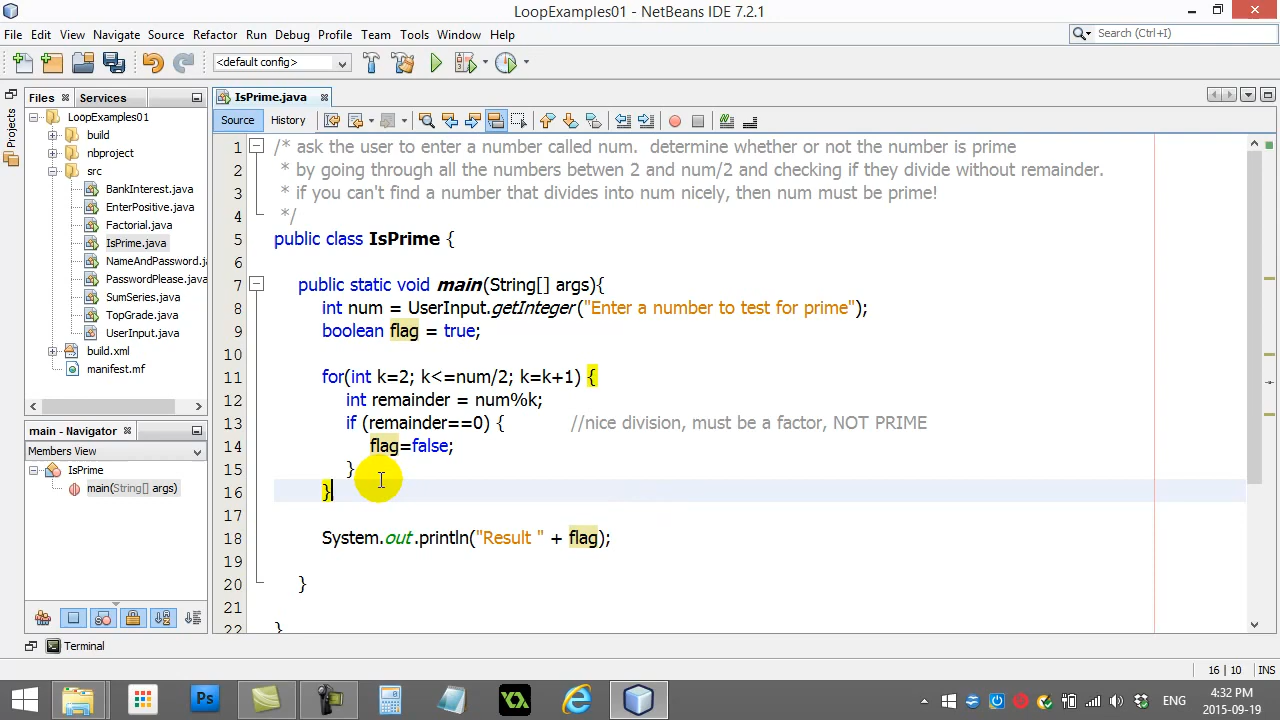 LoopExamples01 - NetBeans IDE 7.2.1
File Edit View Navigate Source Refactor Run Debug Profile Team Tools Window Help
Search (Ctrl+I)
<default config>
Projects
Files Services
LoopExamples01
build
nbproject
src
BankInterest.java
EnterPositive.java
Factorial.java
IsPrime.java
NameAndPassword.j
PasswordPlease.java
SumSeries.java
TopGrade.java
UserInput.java
build.xml
manifest.mf
main - Navigator
Members View
IsPrime
main(String[] args)
IsPrime.java
Source History
1 /* ask the user to enter a number called num.  determine whether or not the number is prime
2 * by going through all the numbers betwen 2 and num/2 and checking if they divide without remainder.
3 * if you can't find a number that divides into num nicely, then num must be prime!
4 */
5 public class IsPrime {
6
7 public static void main(String[] args){
8 int num = UserInput.getInteger("Enter a number to test for prime");
9 boolean flag = true;
10
11 for(int k=2; k<=num/2; k=k+1) {
12 int remainder = num%k;
13 if (remainder==0) { //nice division, must be a factor, NOT PRIME
14 flag=false;
15 }
16 }
17
18 System.out.println("Result " + flag);
19
20 }
21
22 }
Terminal
16 | 10 INS
Ps
ENG
4:32 PM
2015-09-19